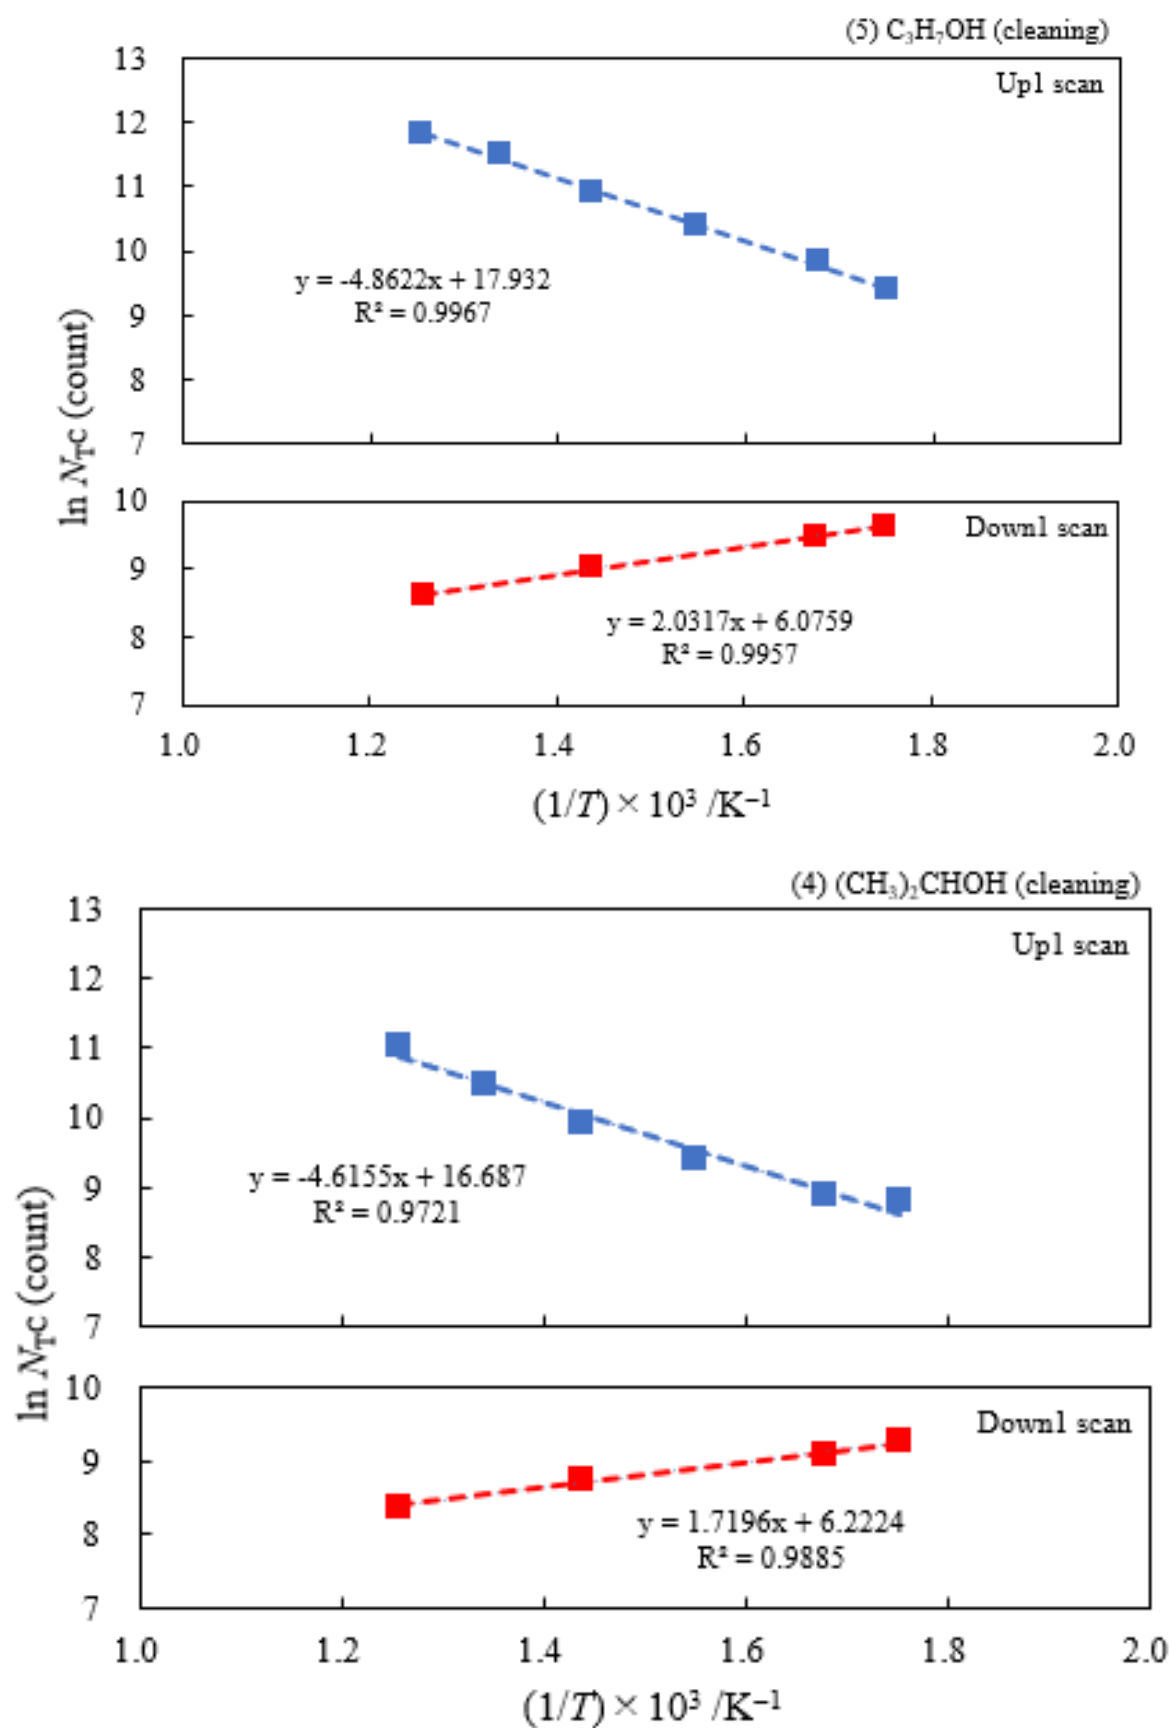 (5) C₃H₇OH (cleaning)
Up1 scan
13
12
11
10
9
8
7
y = -4.8622x + 17.932
R² = 0.9967
ln N_Tc (count)
Down1 scan
10
9
8
7
y = 2.0317x + 6.0759
R² = 0.9957
1.0 1.2 1.4 1.6 1.8 2.0
(1/T) × 10³ /K⁻¹
(4) (CH₃)₂CHOH (cleaning)
Up1 scan
13
12
11
10
9
8
7
y = -4.6155x + 16.687
R² = 0.9721
ln N_Tc (count)
Down1 scan
10
9
8
7
y = 1.7196x + 6.2224
R² = 0.9885
1.0 1.2 1.4 1.6 1.8 2.0
(1/T) × 10³ /K⁻¹